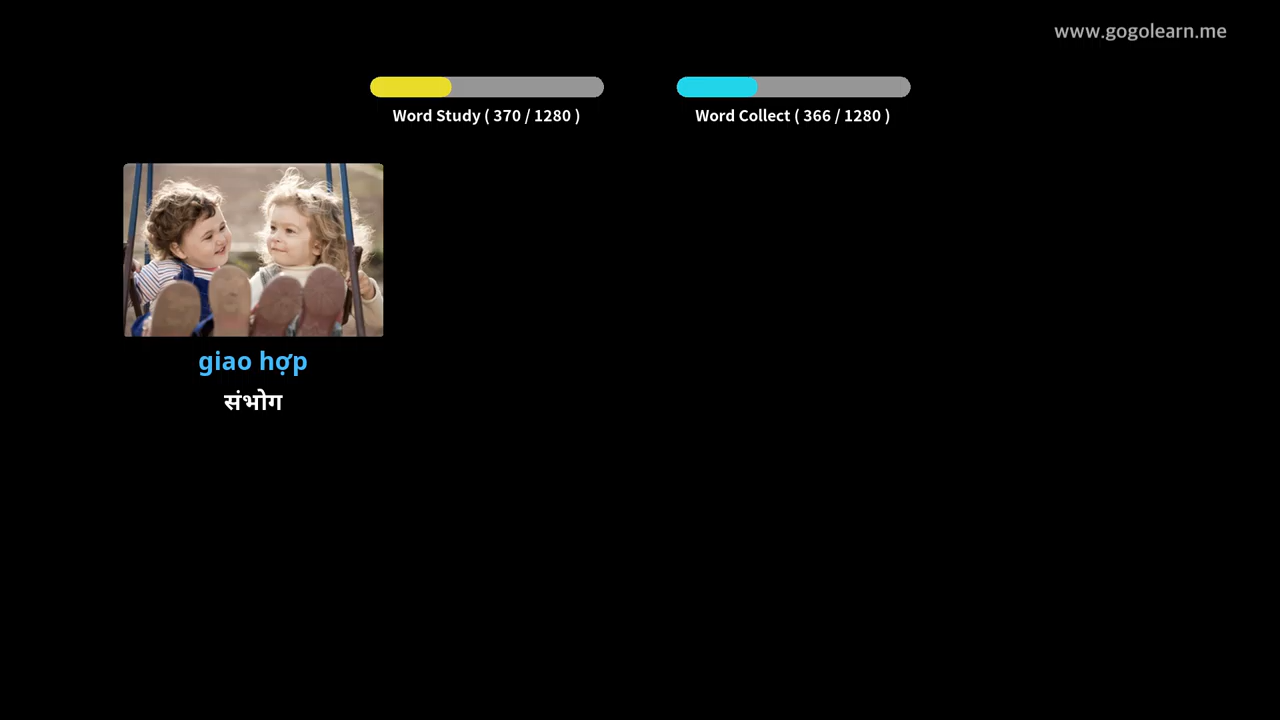 www.gogolearn.me
Word Study ( 370 / 1280 )
Word Collect ( 366 / 1280 )
giao hợp
संभोग